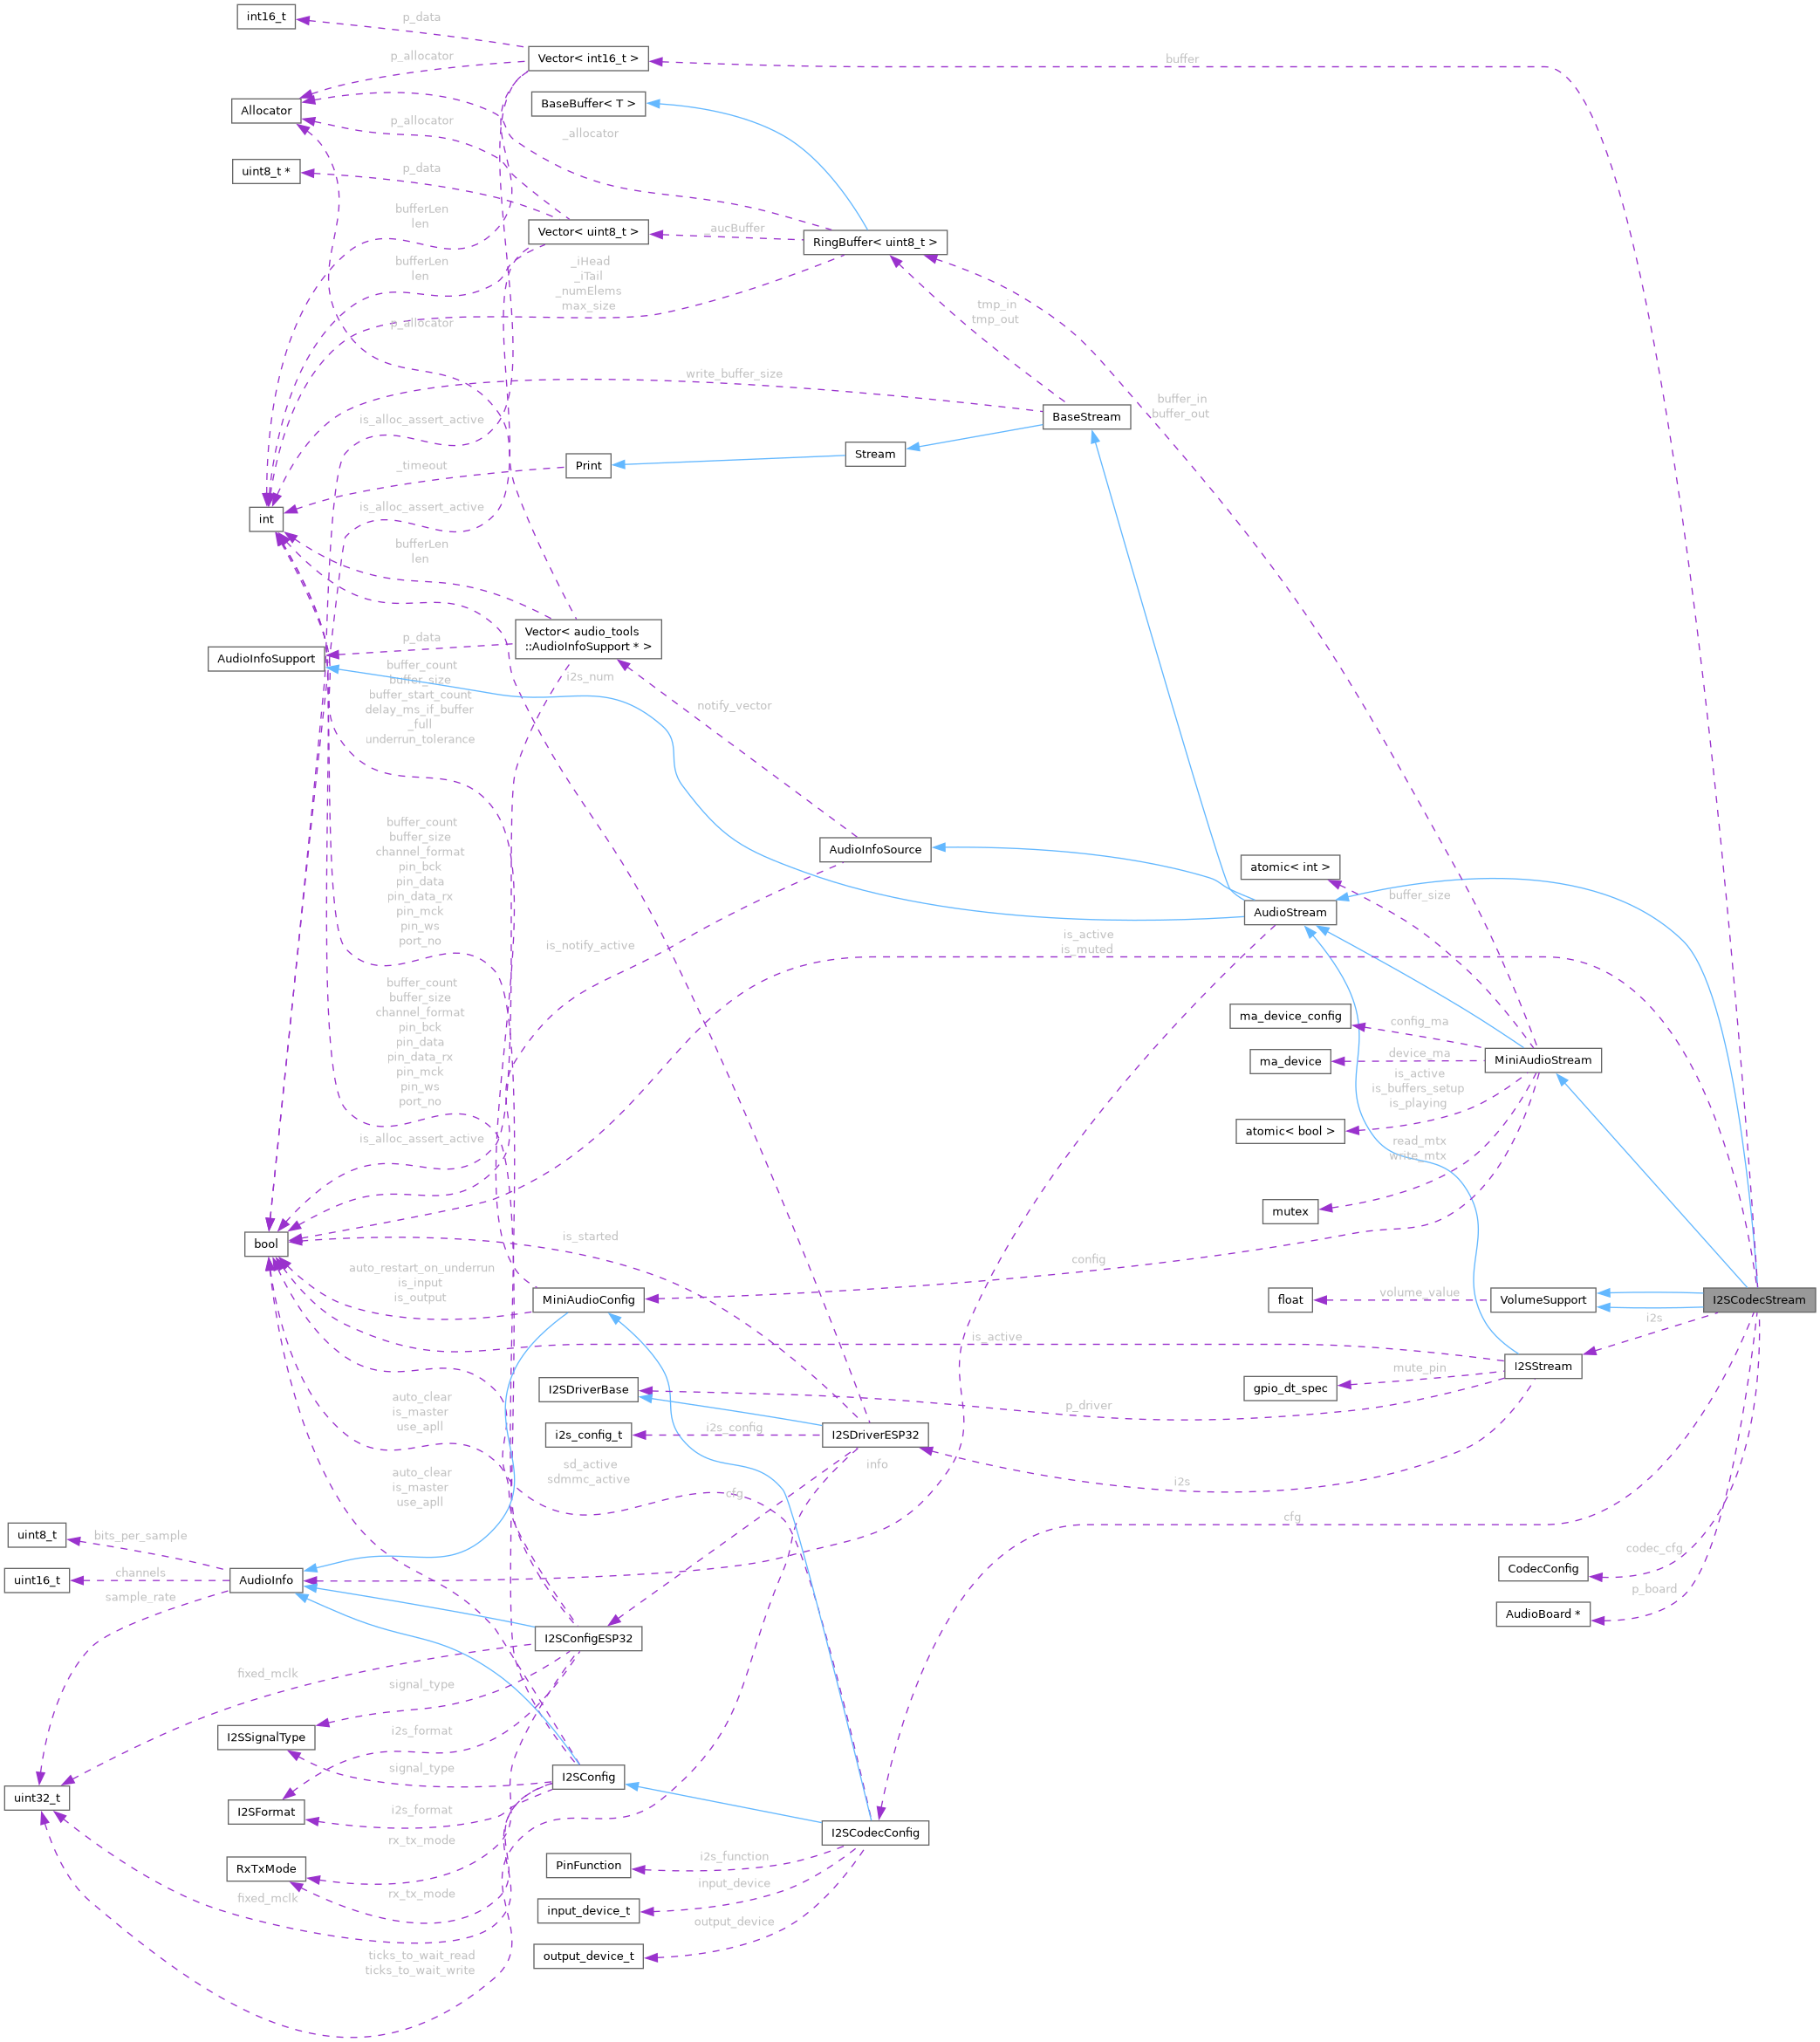 int16_t
p_data
Vector< int16_t >
buffer
p_allocator
BaseBuffer< T >
Allocator
p_allocator
_allocator
uint8_t *
p_data
bufferLen
len
Vector< uint8_t >
_aucBuffer
RingBuffer< uint8_t >
bufferLen
len
_iHead
_iTail
_numElems
max_size
tmp_in
tmp_out
p_allocator
write_buffer_size
buffer_in
buffer_out
BaseStream
is_alloc_assert_active
Stream
_timeout
Print
is_alloc_assert_active
int
bufferLen
len
Vector< audio_tools
::AudioInfoSupport * >
p_data
AudioInfoSupport
buffer_count
buffer_size
buffer_start_count
delay_ms_if_buffer
_full
underrun_tolerance
i2s_num
notify_vector
buffer_count
buffer_size
channel_format
pin_bck
pin_data
pin_data_rx
pin_mck
pin_ws
port_no
AudioInfoSource
atomic< int >
buffer_size
AudioStream
is_notify_active
is_active
is_muted
buffer_count
buffer_size
channel_format
pin_bck
pin_data
pin_data_rx
pin_mck
pin_ws
port_no
ma_device_config
config_ma
ma_device
device_ma
MiniAudioStream
is_active
is_buffers_setup
is_playing
atomic< bool >
is_alloc_assert_active
read_mtx
write_mtx
mutex
bool
is_started
config
auto_restart_on_underrun
is_input
is_output
MiniAudioConfig
float
volume_value
VolumeSupport
I2SCodecStream
is_active
i2s
I2SStream
mute_pin
gpio_dt_spec
I2SDriverBase
p_driver
auto_clear
is_master
use_apll
i2s_config_t
i2s_config
I2SDriverESP32
sd_active
sdmmc_active
info
i2s
auto_clear
is_master
use_apll
cfg
cfg
uint8_t
bits_per_sample
codec_cfg
CodecConfig
uint16_t
channels
AudioInfo
sample_rate
p_board
AudioBoard *
I2SConfigESP32
fixed_mclk
signal_type
i2s_format
I2SSignalType
signal_type
I2SConfig
uint32_t
I2SFormat
i2s_format
I2SCodecConfig
rx_tx_mode
PinFunction
i2s_function
RxTxMode
input_device
fixed_mclk
rx_tx_mode
input_device_t
output_device
ticks_to_wait_read
ticks_to_wait_write
output_device_t